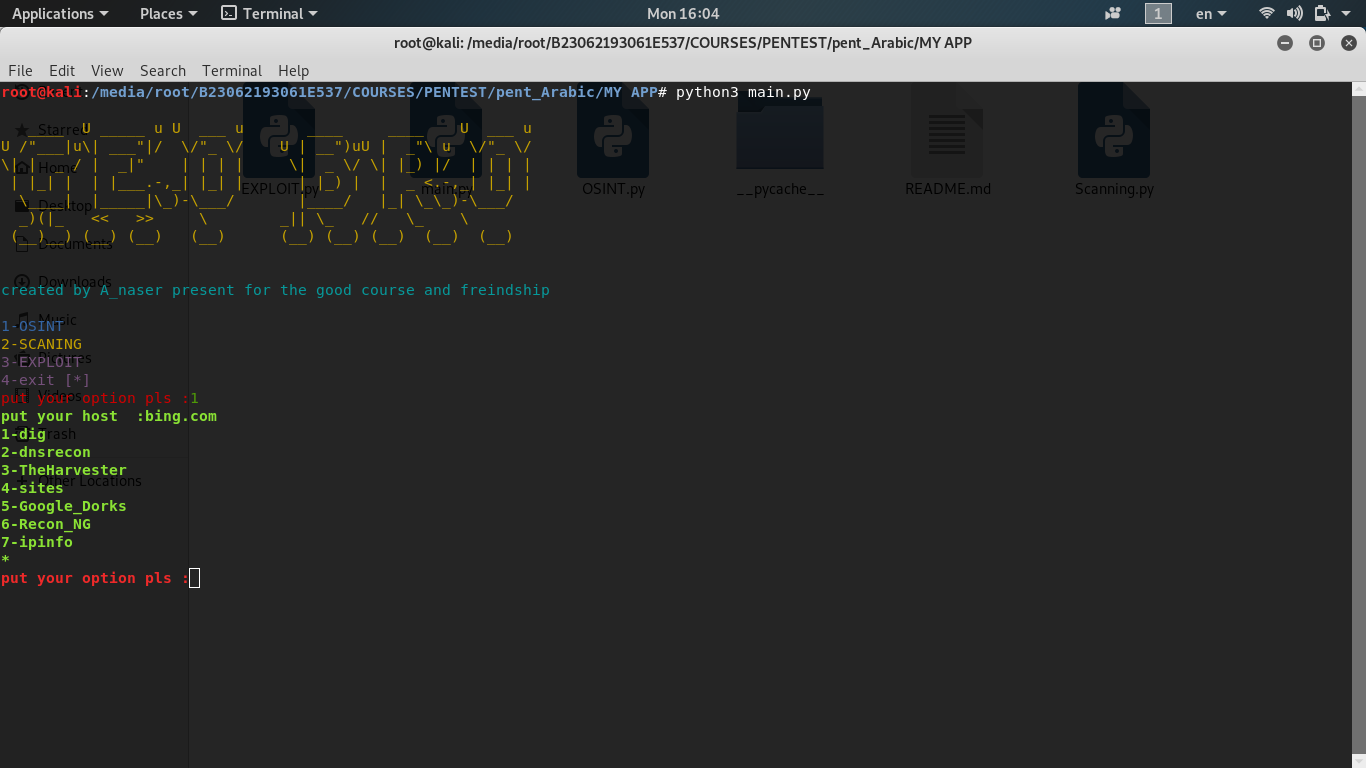 Applications Places Terminal Mon 16:04 1 en
root@kali: /media/root/B23062193061E537/COURSES/PENTEST/pent_Arabic/MY APP
File Edit View Search Terminal Help
root@kali:/media/root/B23062193061E537/COURSES/PENTEST/pent_Arabic/MY APP# python3 main.py
Starred
Home
EXPLOIT.py main.py OSINT.py __pycache__ README.md Scanning.py
Desktop
Documents
Downloads
created by A_naser present for the good course and freindship
Music
1-OSINT
2-SCANING
Pictures
3-EXPLOIT
4-exit [*]
Videos
put your option pls :1
put your host  :bing.com
Trash
1-dig
2-dnsrecon
3-TheHarvester
Other Locations
4-sites
5-Google_Dorks
6-Recon_NG
7-ipinfo
*
put your option pls :